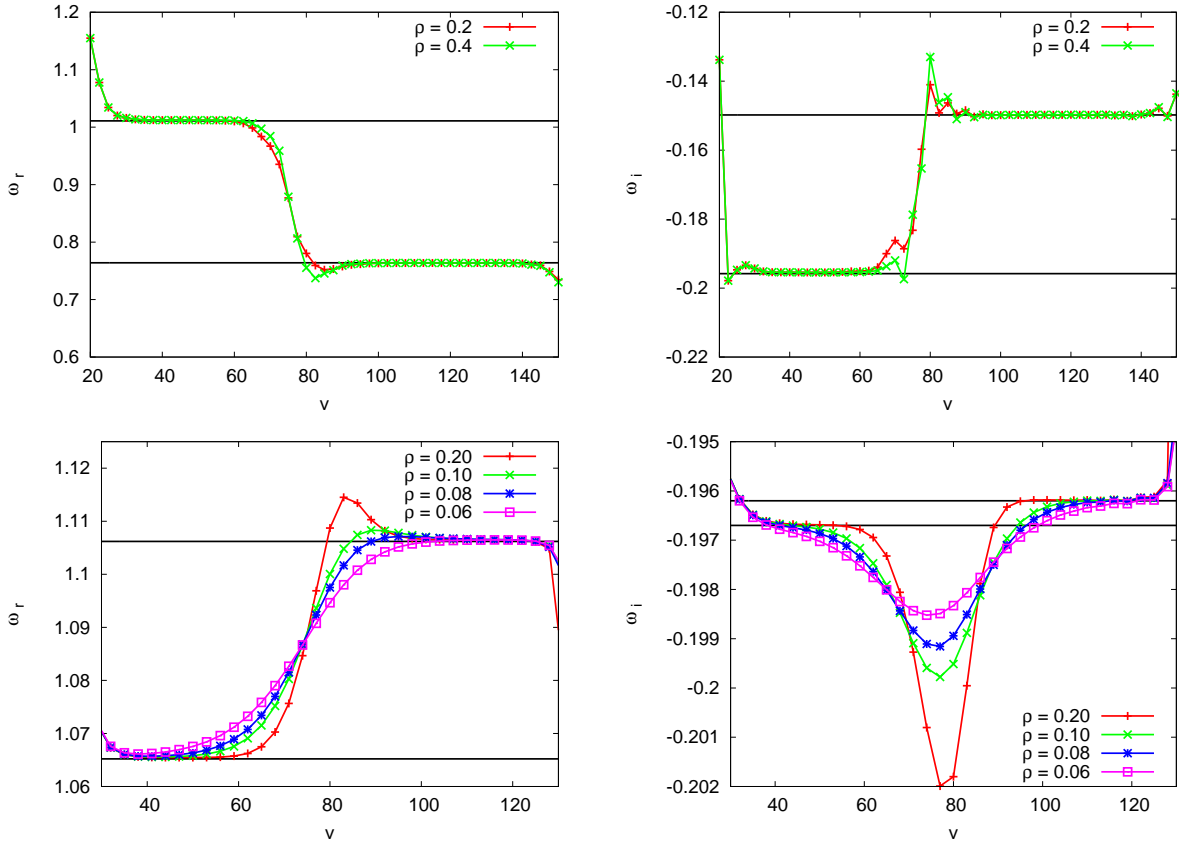 1.2
1.1
1
0.9
0.8
0.7
0.6
ω r
20 40 60 80 100 120 140
v
ρ = 0.2
ρ = 0.4
-0.12
-0.14
-0.16
-0.18
-0.2
-0.22
ω i
20 40 60 80 100 120 140
v
ρ = 0.2
ρ = 0.4
1.12
1.11
1.1
1.09
1.08
1.07
1.06
ω r
40 60 80 100 120
v
ρ = 0.20
ρ = 0.10
ρ = 0.08
ρ = 0.06
-0.195
-0.196
-0.197
-0.198
-0.199
-0.2
-0.201
-0.202
ω i
40 60 80 100 120
v
ρ = 0.20
ρ = 0.10
ρ = 0.08
ρ = 0.06